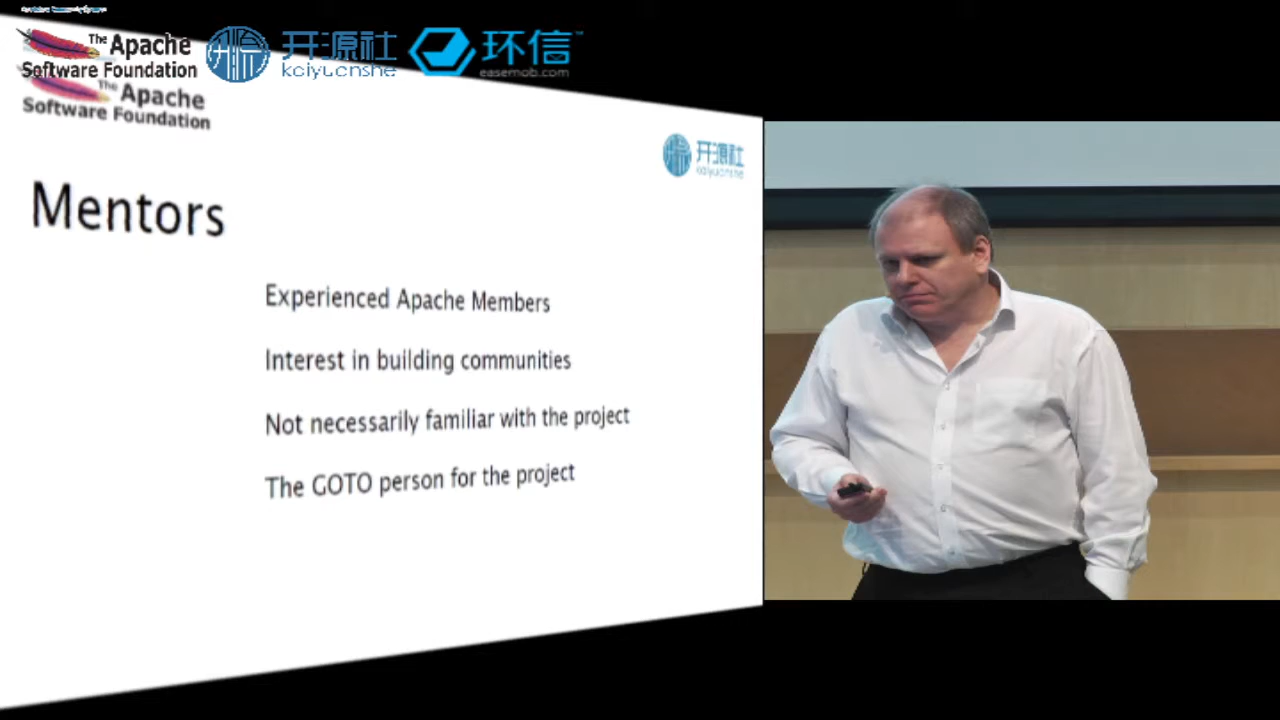 The Apache
Software Foundation
开源社
kaiyuanshe
环信
easemob.com
The Apache
Software Foundation
开源社
kaiyuanshe
Mentors
Experienced Apache Members
Interest in building communities
Not necessarily familiar with the project
The GOTO person for the project